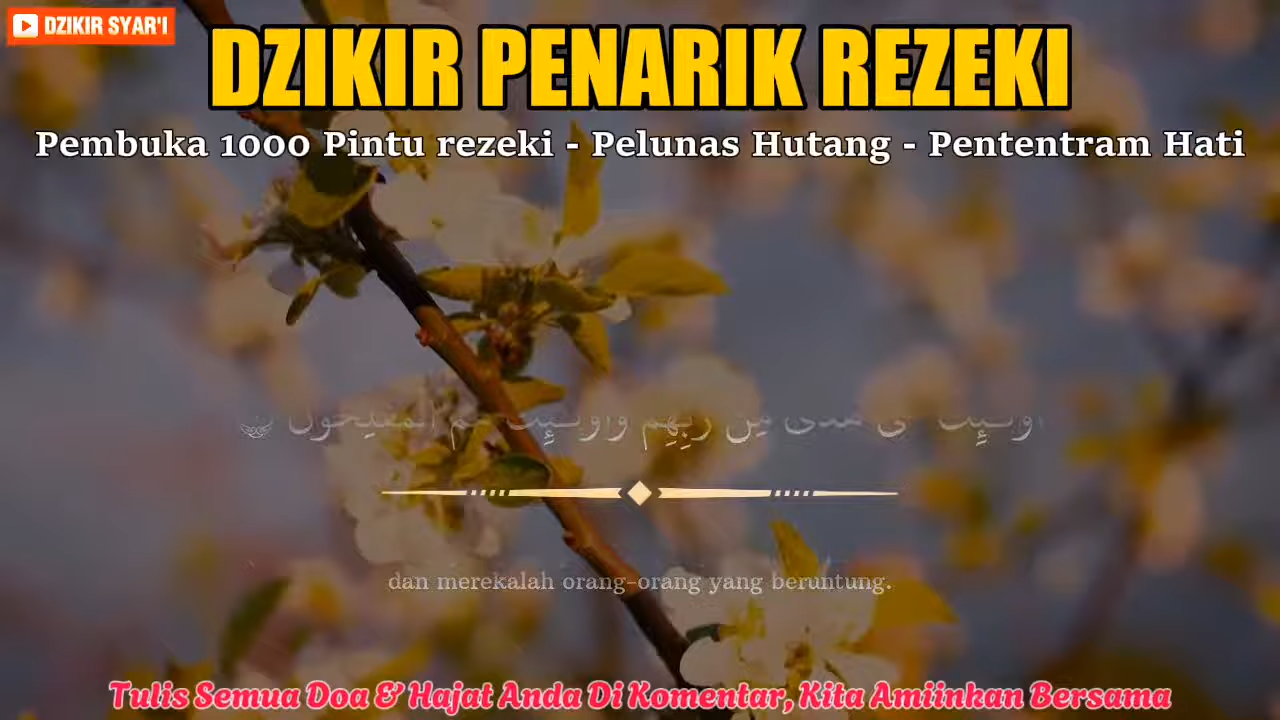 DZIKIR SYAR'I
DZIKIR PENARIK REZEKI
Pembuka 1000 Pintu rezeki - Pelunas Hutang - Pententram Hati
مِن رَبِّهِم
dan merekalah orang-orang yang beruntung.
Tulis Semua Doa & Hajat Anda Di Komentar, Kita Amiinkan Bersama